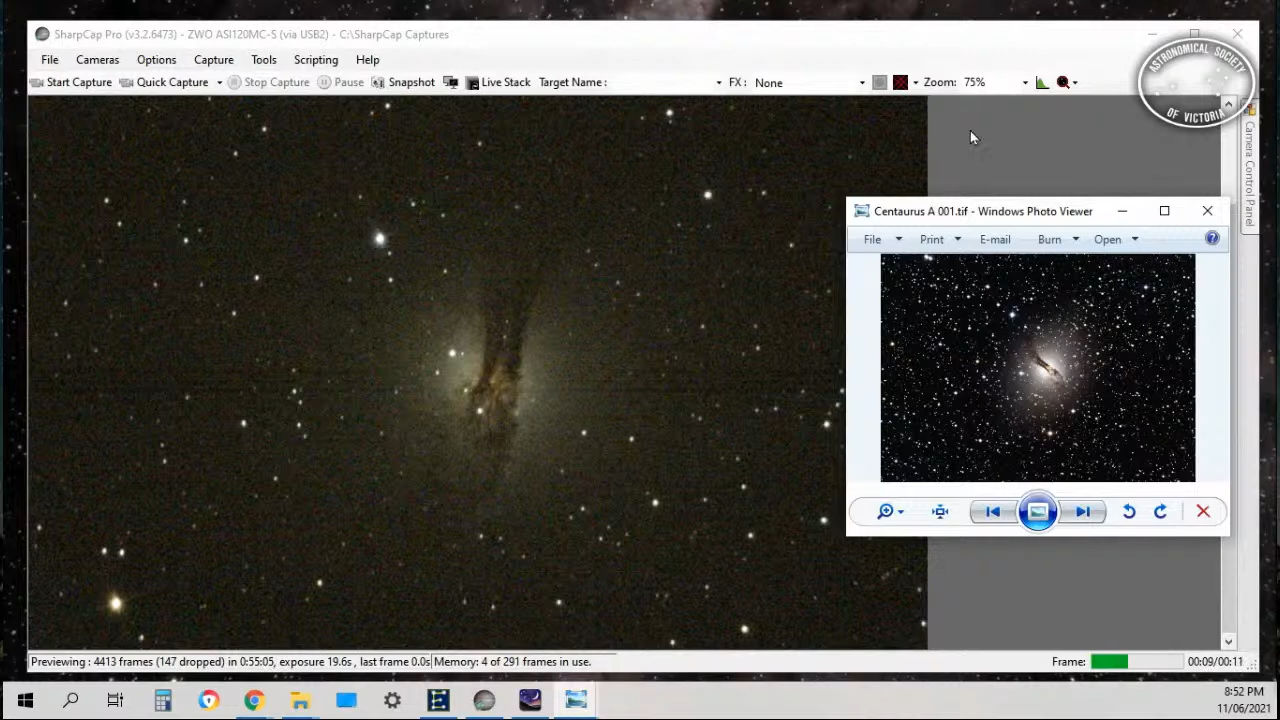 SharpCap Pro (v3.2.6473) - ZWO ASI120MC-S (via USB2) - C:\SharpCap Captures
File Cameras Options Capture Tools Scripting Help
Start Capture Quick Capture Stop Capture Pause Snapshot Live Stack Target Name : FX : None Zoom: 75%
ASTRONOMICAL SOCIETY
OF VICTORIA
Camera Control Panel
Centaurus A 001.tif - Windows Photo Viewer
File Print E-mail Burn Open
Previewing : 4413 frames (147 dropped) in 0:55:05, exposure 19.6s , last frame 0.0s Memory: 4 of 291 frames in use. Frame: 00:09/00:11
8:52 PM
11/06/2021